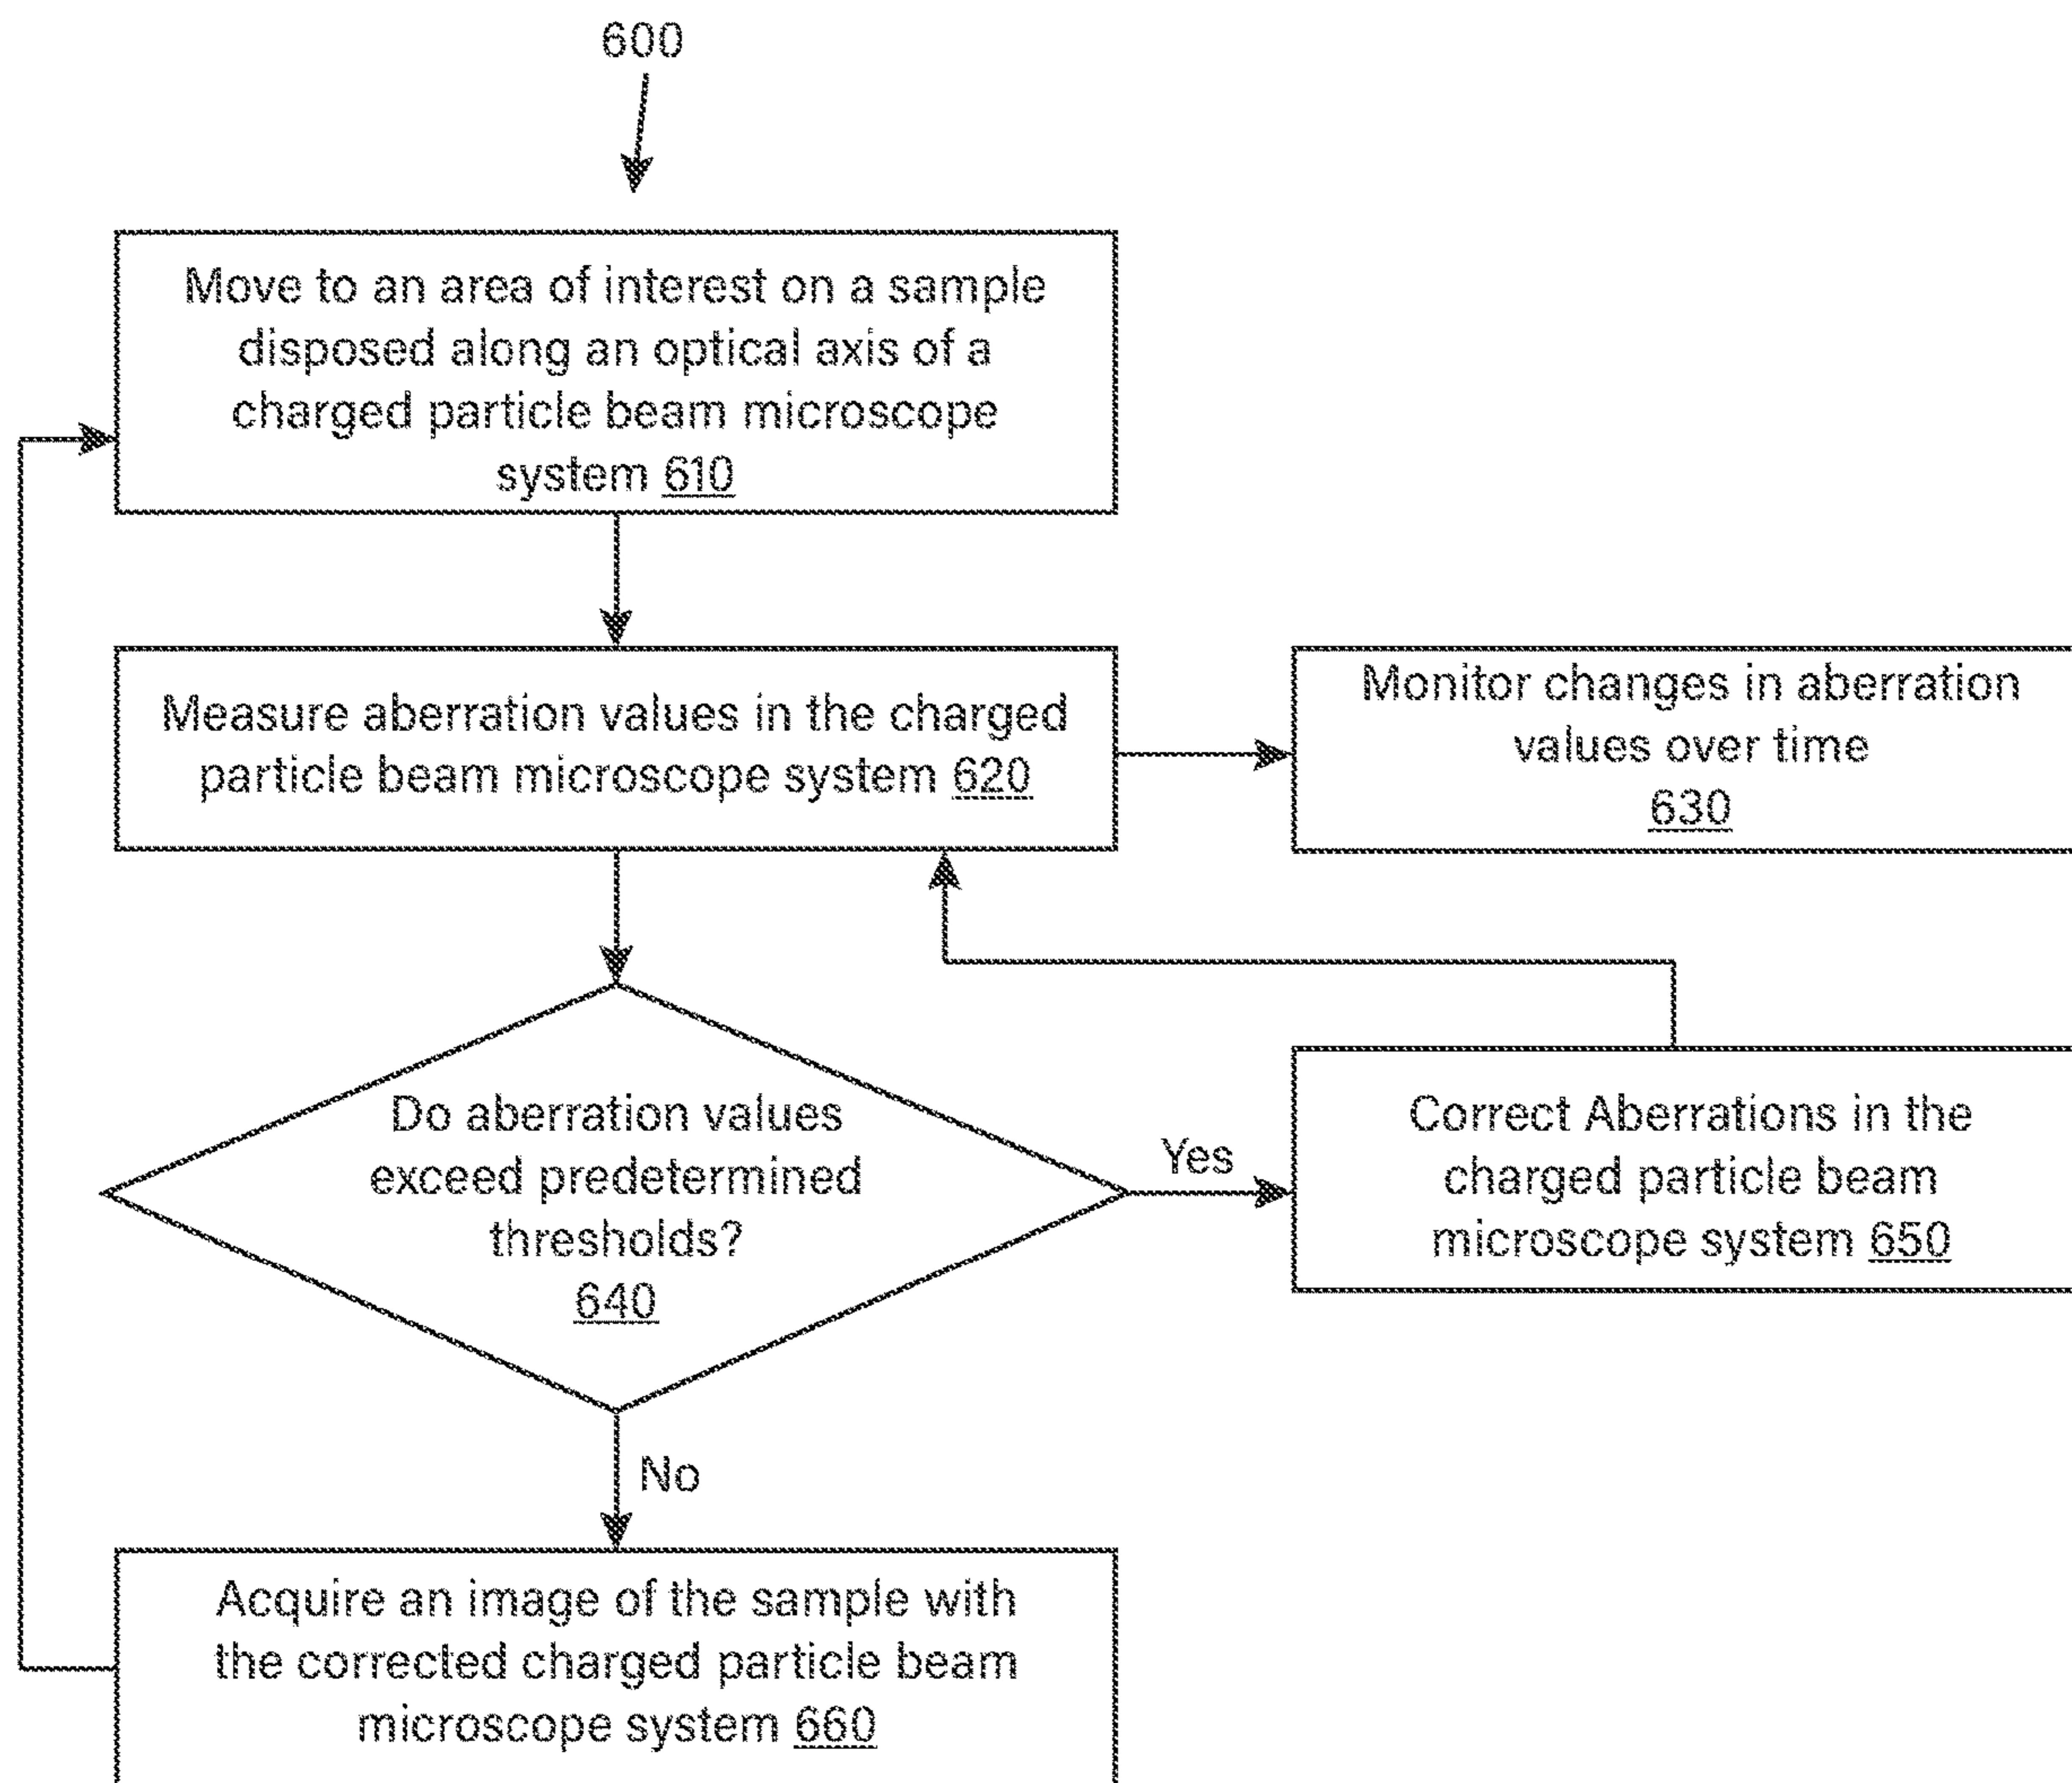 600
Move to an area of interest on a sample
disposed along an optical axis of a
charged particle beam microscope
system 610
Measure aberration values in the charged
particle beam microscope system 620
Monitor changes in aberration
values over time
630
Do aberration values
exceed predetermined
thresholds?
640
Yes
Correct Aberrations in the
charged particle beam
microscope system 650
No
Acquire an image of the sample with
the corrected charged particle beam
microscope system 660